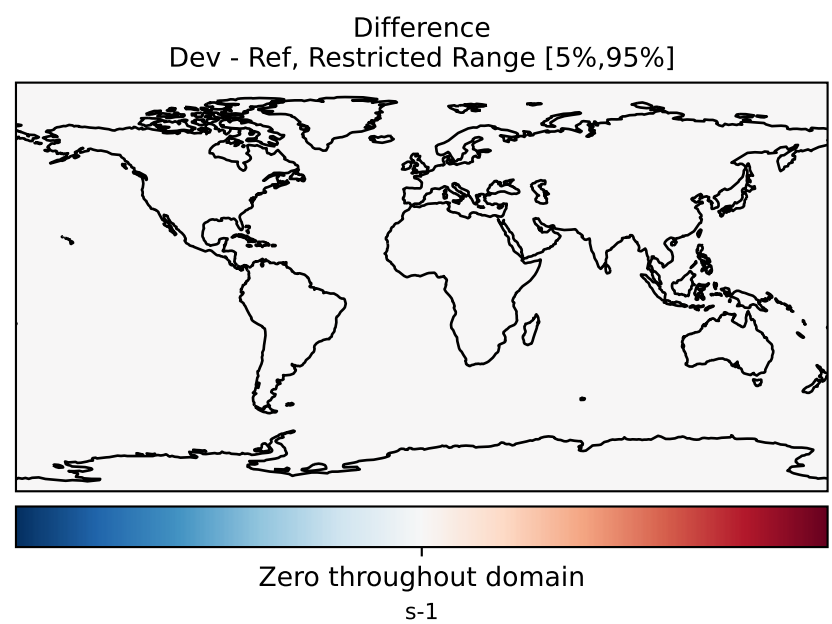 Difference
Dev - Ref, Restricted Range [5%,95%]
Zero throughout domain
s-1